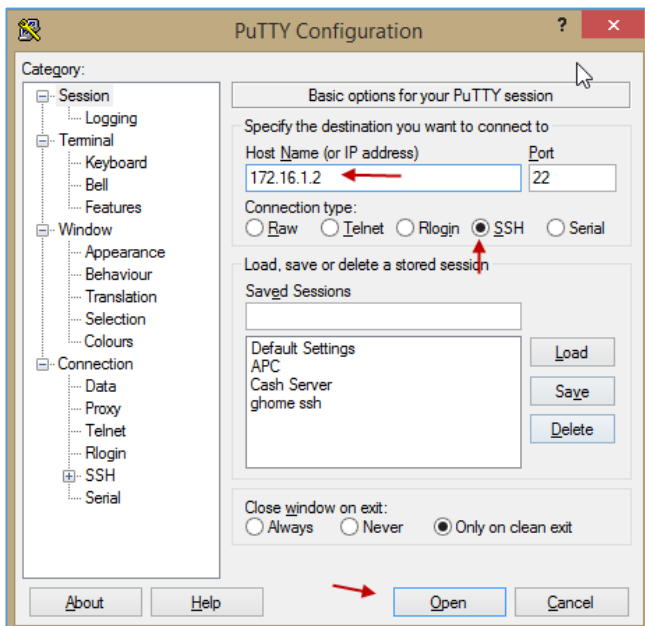 PuTTY Configuration
?
×
Category:
Session
Logging
Terminal
Keyboard
Bell
Features
Window
Appearance
Behaviour
Translation
Selection
Colours
Connection
Data
Proxy
Telnet
Rlogin
SSH
Serial
Basic options for your PuTTY session
Specify the destination you want to connect to
Host Name (or IP address) Port
172.16.1.2 22
Connection type:
Raw Telnet Rlogin SSH Serial
Load, save or delete a stored session
Saved Sessions
Default Settings
APC
Cash Server
ghome ssh
Load
Save
Delete
Close window on exit:
Always Never Only on clean exit
About Help Open Cancel